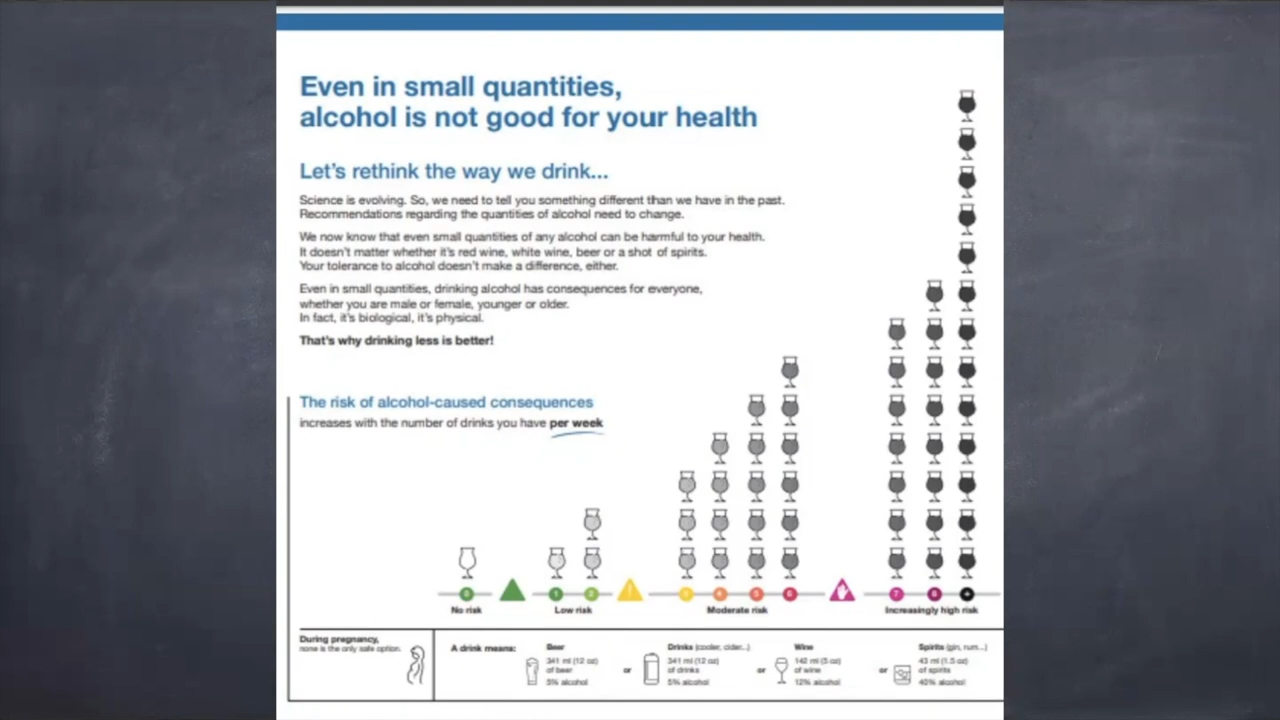 Even in small quantities,
alcohol is not good for your health
Let's rethink the way we drink...
Science is evolving. So, we need to tell you something different than we have in the past.
Recommendations regarding the quantities of alcohol need to change.
We now know that even small quantities of any alcohol can be harmful to your health.
It doesn't matter whether it's red wine, white wine, beer or a shot of spirits.
Your tolerance to alcohol doesn't make a difference, either.
Even in small quantities, drinking alcohol has consequences for everyone,
whether you are male or female, younger or older.
In fact, it's biological, it's physical.
That's why drinking less is better!
The risk of alcohol-caused consequences
increases with the number of drinks you have per week
0 1 2 ! 3 4 5 6 7 8 +
No risk Low risk Moderate risk Increasingly high risk
During pregnancy,
none is the only safe option.
A drink means:
Beer
341 ml (12 oz)
of beer
5% alcohol
or
Drinks (cooler, cider...)
341 ml (12 oz)
of drinks
5% alcohol
or
Wine
142 ml (5 oz)
of wine
12% alcohol
or
Spirits (gin, rum...)
43 ml (1.5 oz)
of spirits
40% alcohol